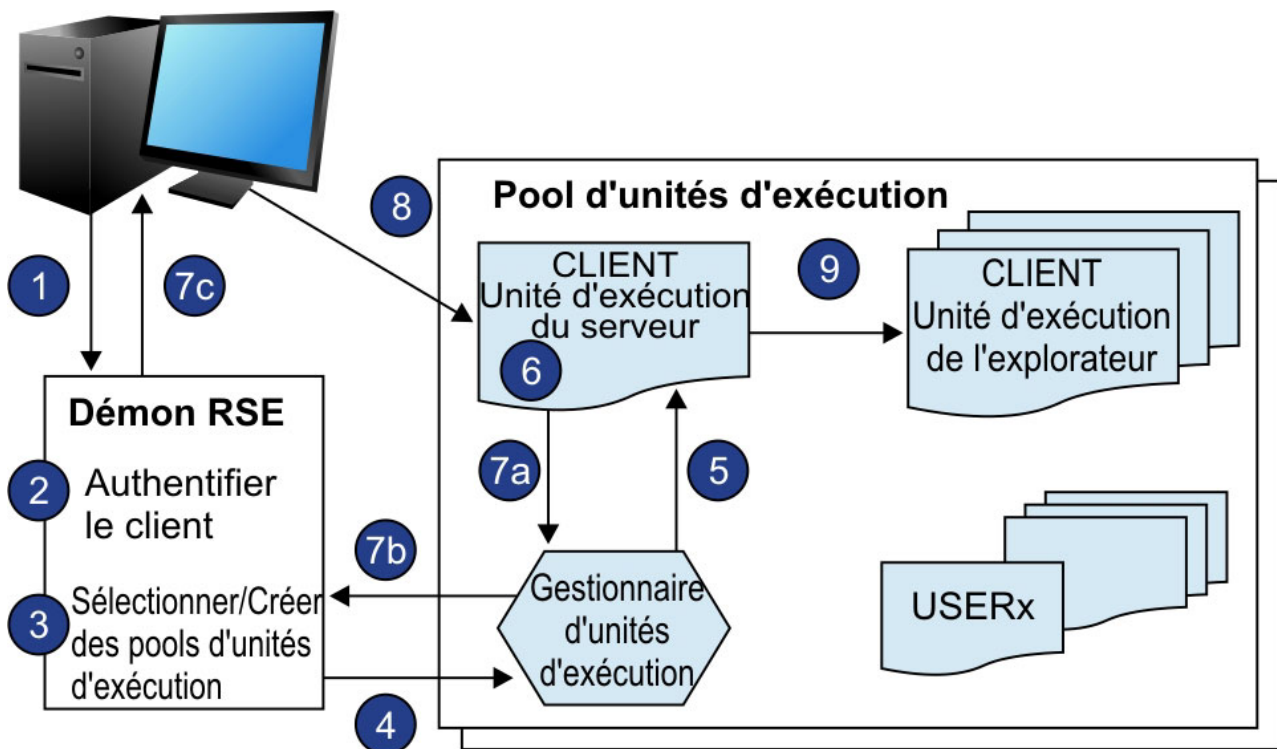 1
7c
8
Pool d'unités d'exécution
CLIENT
Unité d'exécution
du serveur
6
9
CLIENT
Unité d'exécution
de l'explorateur
Démon RSE
2
Authentifier
le client
3
Sélectionner/Créer
des pools d'unités
d'exécution
7a
5
7b
4
Gestionnaire
d'unités
d'exécution
USERx